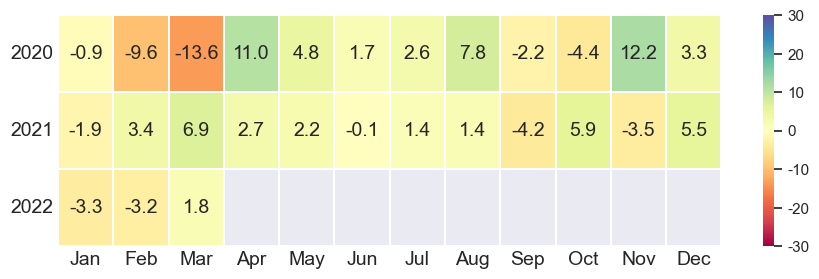 2020 -0.9 -9.6 -13.6 11.0 4.8 1.7 2.6 7.8 -2.2 -4.4 12.2 3.3
2021 -1.9 3.4 6.9 2.7 2.2 -0.1 1.4 1.4 -4.2 5.9 -3.5 5.5
2022 -3.3 -3.2 1.8
Jan Feb Mar Apr May Jun Jul Aug Sep Oct Nov Dec
30
20
10
0
-10
-20
-30